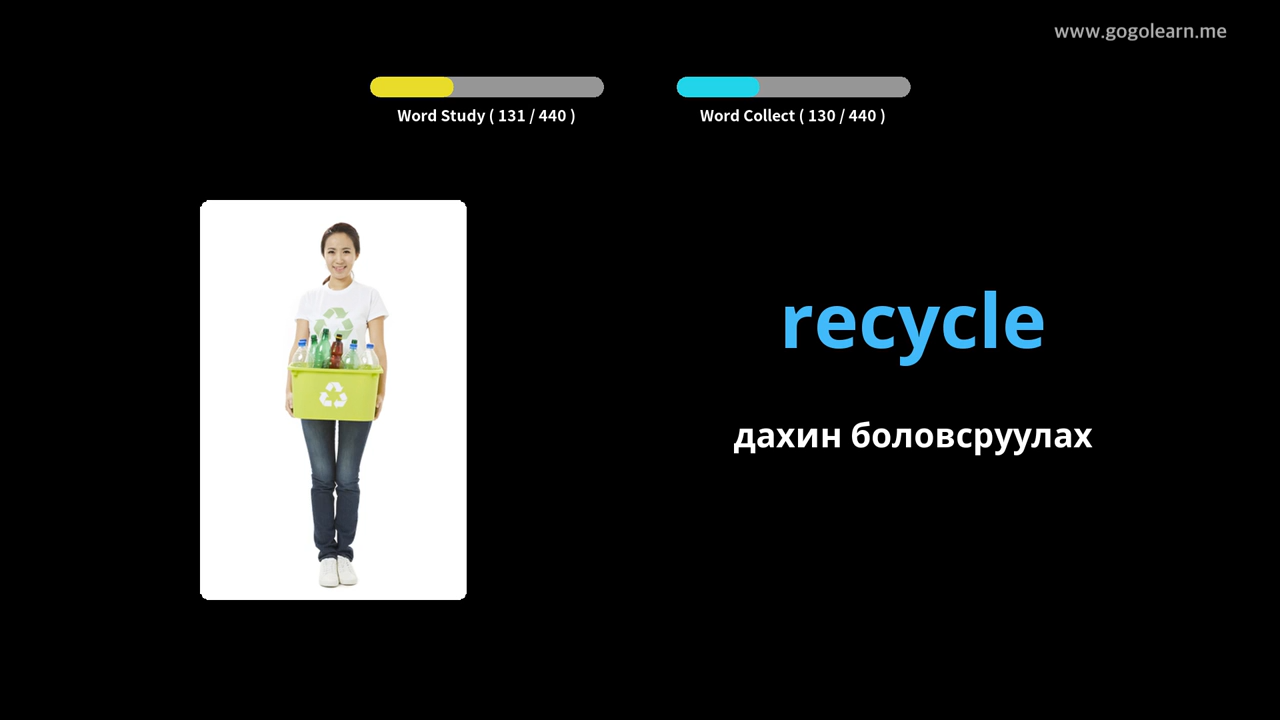 www.gogolearn.me
Word Study ( 131 / 440 )
Word Collect ( 130 / 440 )
recycle
дахин боловсруулах